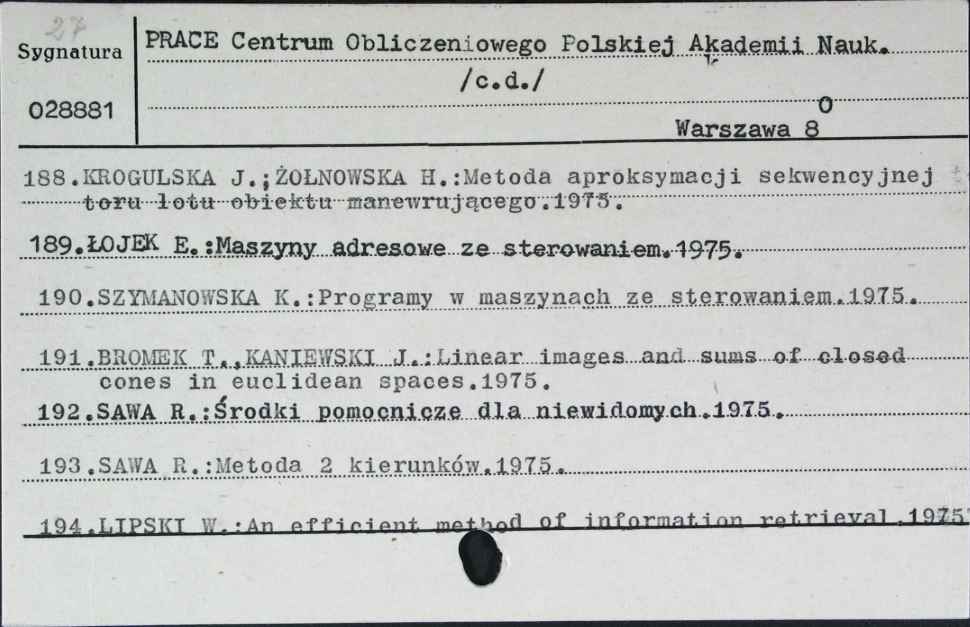 27
Sygnatura
PRACE Centrum Obliczeniowego Polskiej Akademii Nauk.
/c.d./
028881
Warszawa 8o
188.KROGULSKA J.;ŻOŁNOWSKA H.:Metoda aproksymacji sekwencyjnej
toru lotu obiektu manewrującego.1975.
189.ŁOJEK E.:Maszyny adresowe ze sterowaniem.1975.
190.SZYMANOWSKA K.:Programy w maszynach ze sterowaniem.1975.
191.BROMEK T.,KANIEWSKI J.:Linear images and sums of closed
cones in euclidean spaces.1975.
192.SAWA R.:Środki pomocnicze dla niewidomych.1975.
193.SAWA R.:Metoda 2 kierunków.1975.
194.LIPSKI W.:An efficient method of information retrieval.1975